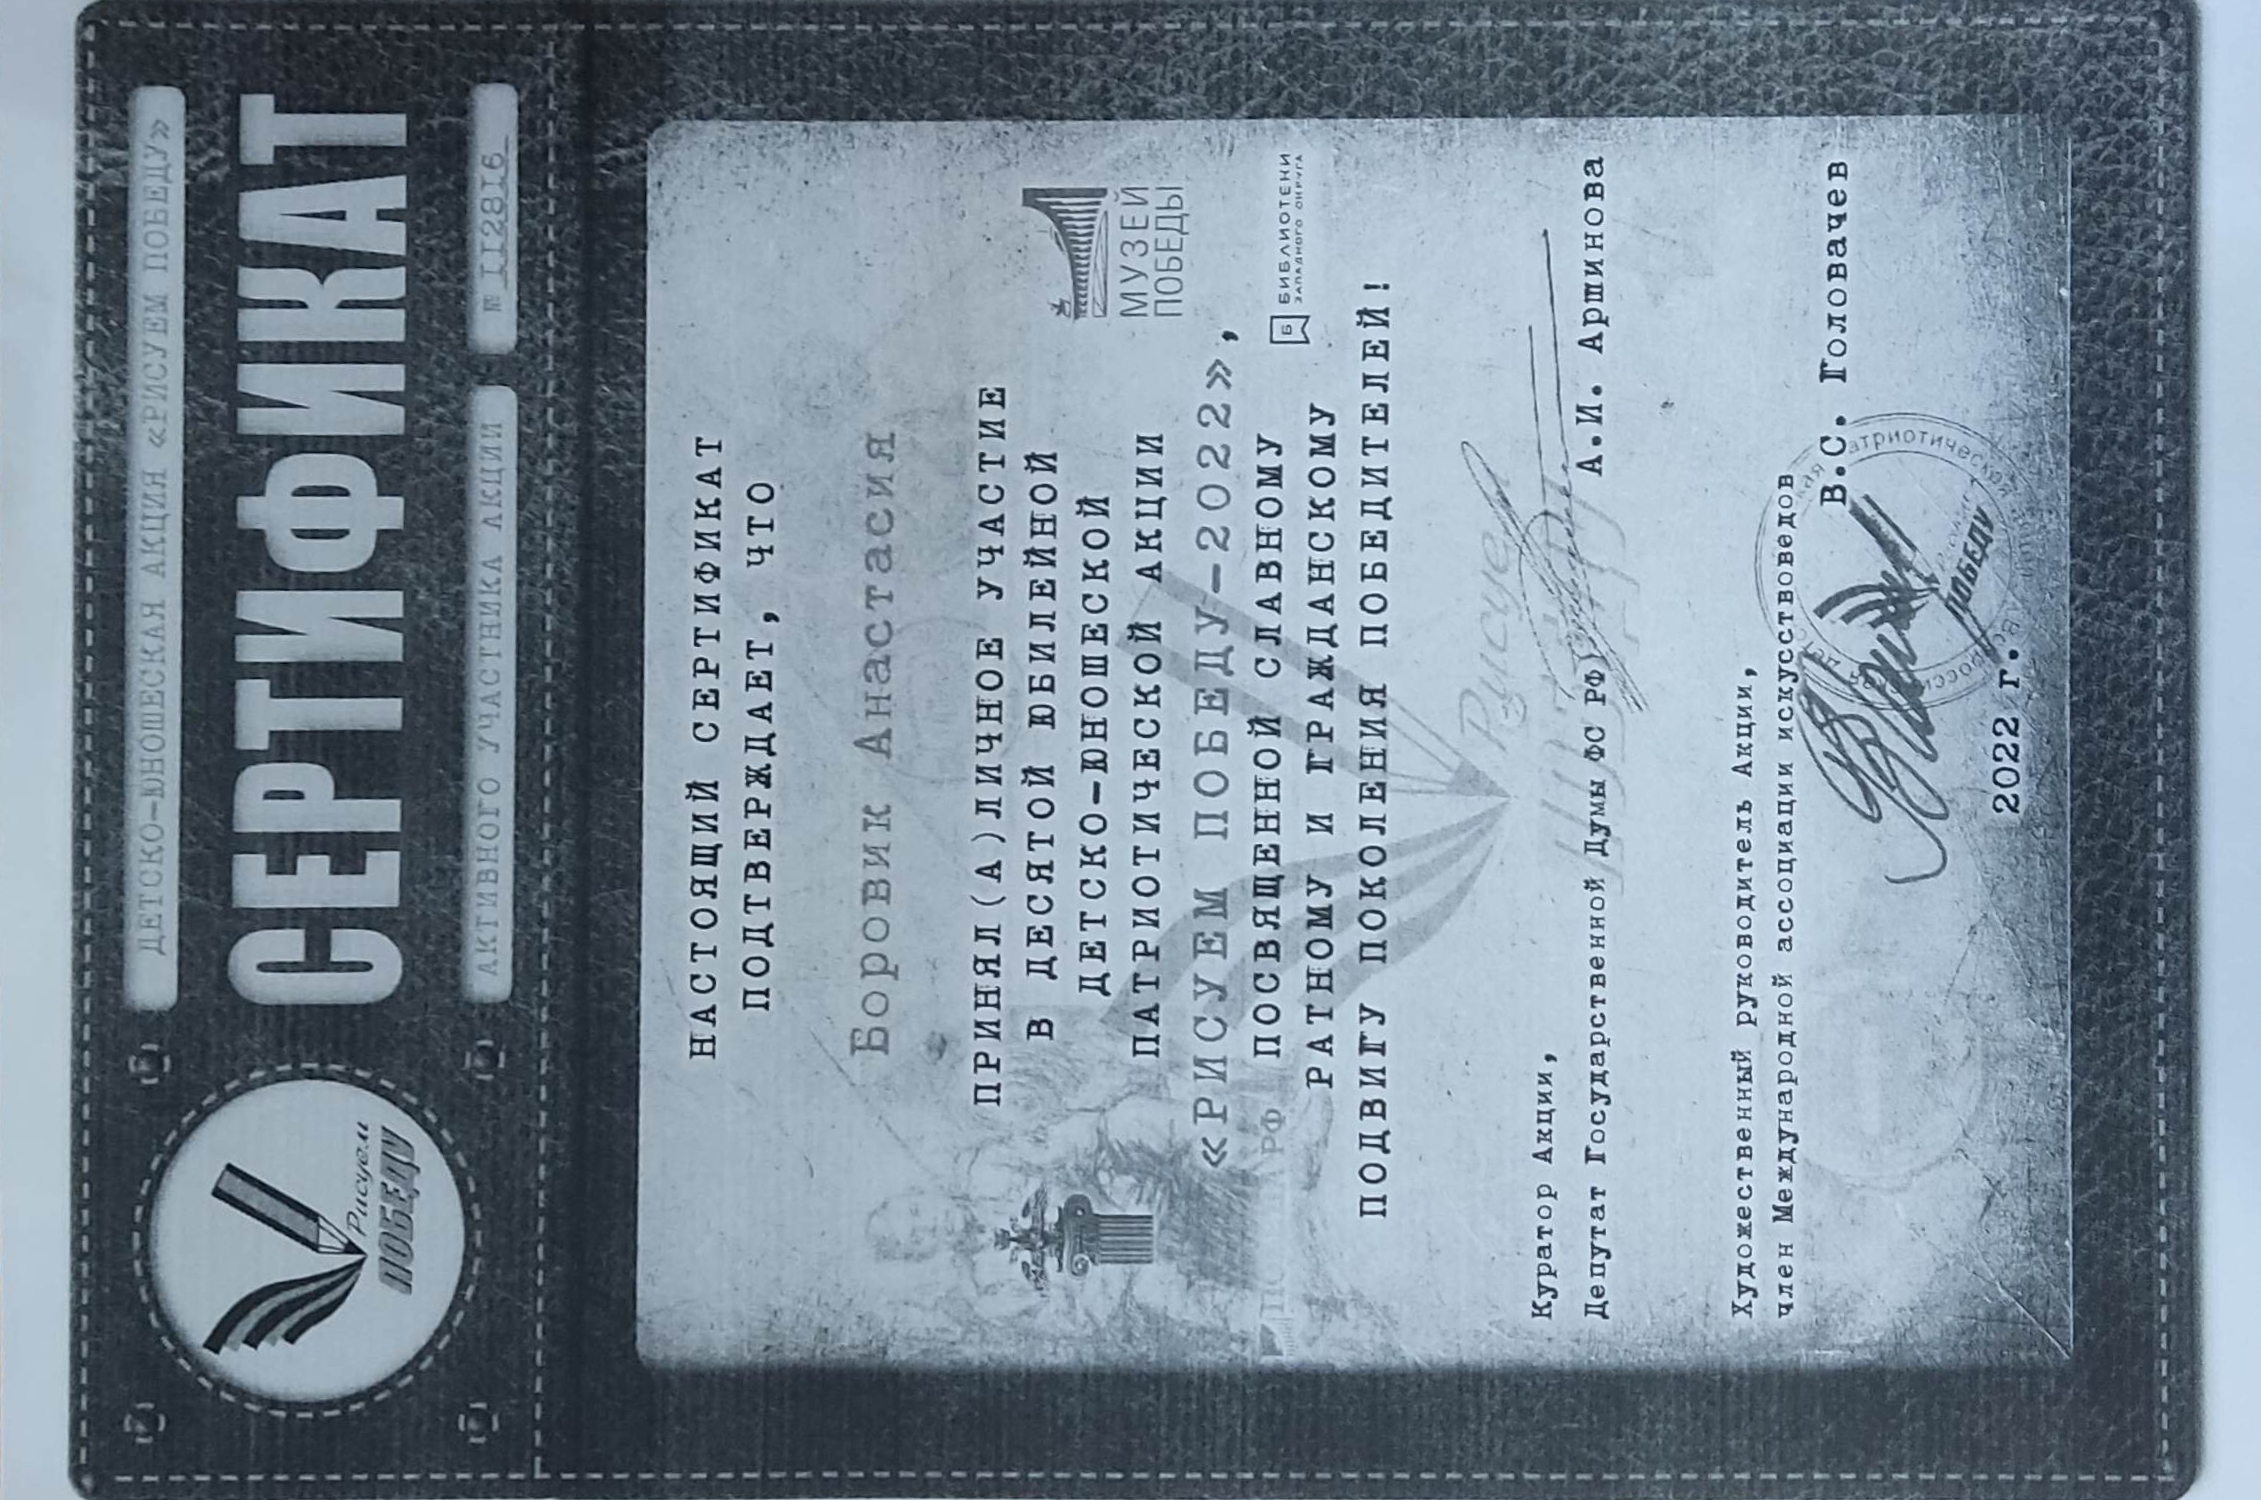 ДЕТСКО-ЮНОШЕСКАЯ АКЦИЯ «РИСУЕМ ПОБЕДУ»
СЕРТИФИКАТ
Рисуем
ПОБЕДУ
АКТИВНОГО УЧАСТНИКА АКЦИИ
№ II28I6
НАСТОЯЩИЙ СЕРТИФИКАТ
ПОДТВЕРЖДАЕТ, ЧТО
Боровик Анастасия
ПРИНЯЛ(А)ЛИЧНОЕ УЧАСТИЕ
В ДЕСЯТОЙ ЮБИЛЕЙНОЙ
ДЕТСКО-ЮНОШЕСКОЙ
ПАТРИОТИЧЕСКОЙ АКЦИИ
«РИСУЕМ ПОБЕДУ-2022»,
ПОСВЯЩЕННОЙ СЛАВНОМУ
РАТНОМУ И ГРАЖДАНСКОМУ
ПОДВИГУ ПОКОЛЕНИЯ ПОБЕДИТЕЛЕЙ!
МУЗЕЙ
ПОБЕДЫ
РФ
Б БИБЛИОТЕКИ
ЗАПАДНОГО ОКРУГА
Рисуем
Куратор Акции,
Депутат Государственной Думы ФС РФ
А.И. Аршинова
Художественный руководитель Акции,
член Международной ассоциации искусствоведов
В.С. Головачев
ПОБЕДУ
2022 г.